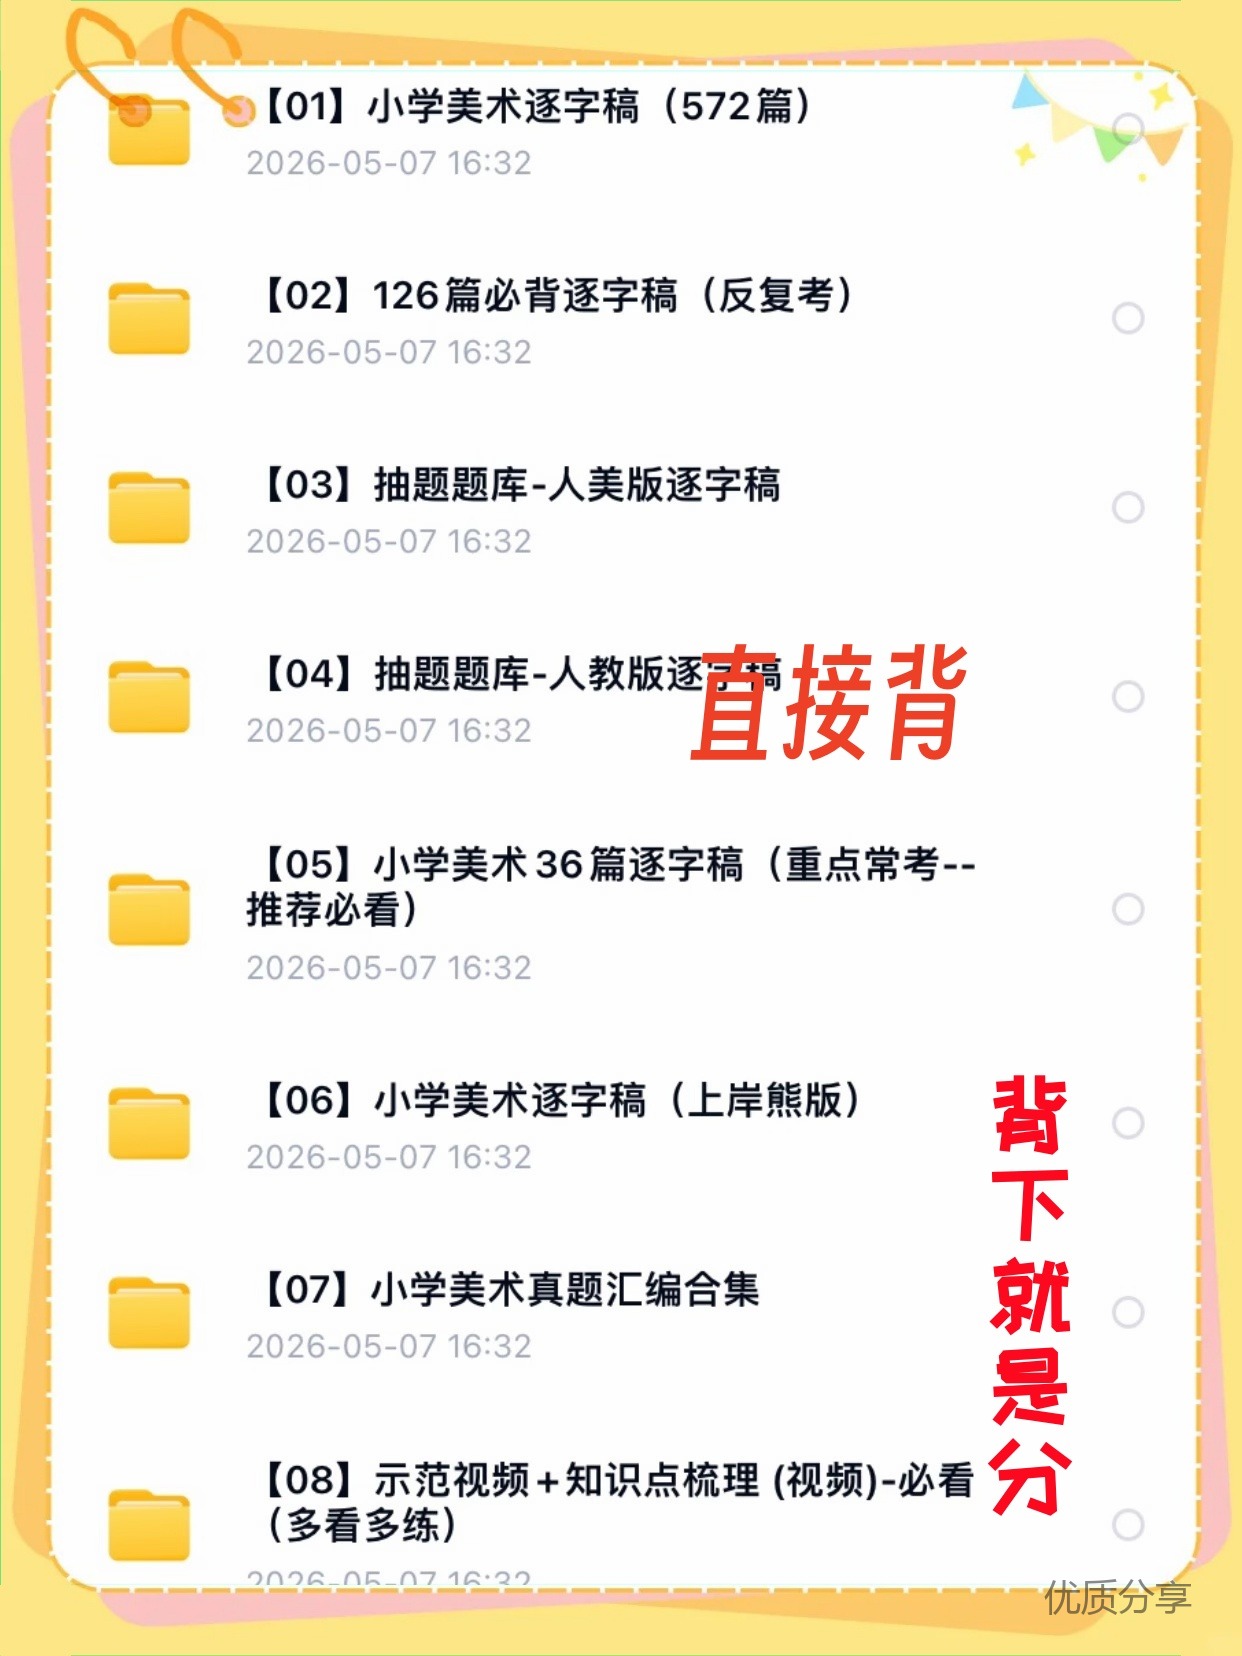 【01】小学美术逐字稿（572篇）
2026-05-07 16:32
【02】126篇必背逐字稿（反复考）
2026-05-07 16:32
【03】抽题题库-人美版逐字稿
2026-05-07 16:32
【04】抽题题库-人教版逐字稿
2026-05-07 16:32
直接背
【05】小学美术36篇逐字稿（重点常考--
推荐必看）
2026-05-07 16:32
【06】小学美术逐字稿（上岸熊版）
2026-05-07 16:32
【07】小学美术真题汇编合集
2026-05-07 16:32
背下就是分
【08】示范视频+知识点梳理 (视频)-必看
（多看多练）
2026-05-07 16:32
优质分享